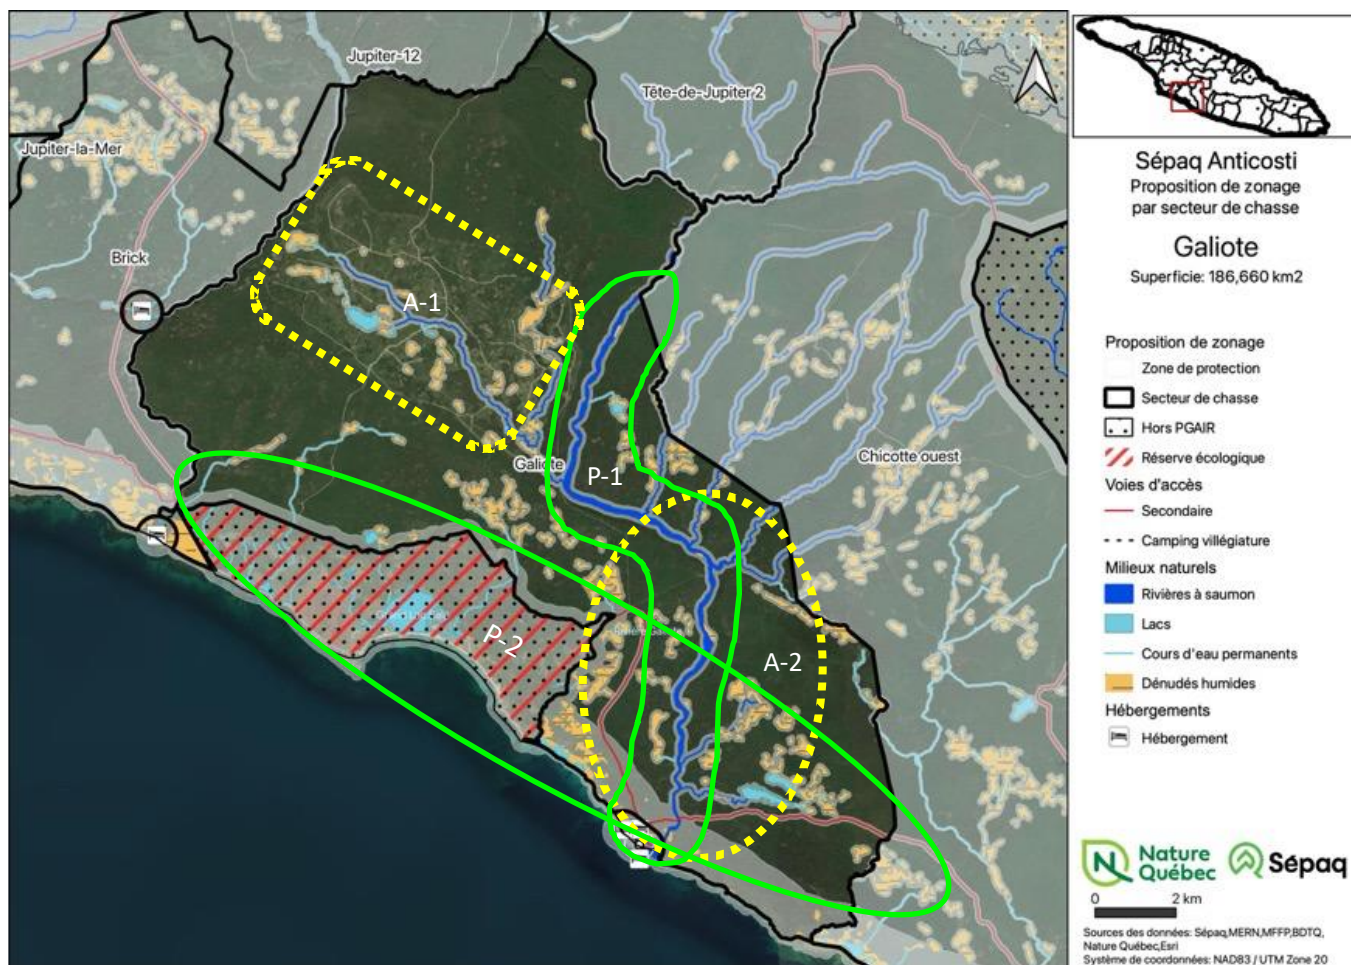 Jupiter-12
Tête-de-Jupiter 2
Jupiter-la-Mer
Brick
A-1
Galiote
P-1
Chicotte ouest
P-2
A-2
Sépaq Anticosti
Proposition de zonage
par secteur de chasse
Galiote
Superficie: 186,660 km2
Proposition de zonage
Zone de protection
Secteur de chasse
Hors PGAIR
Réserve écologique
Voies d'accès
Secondaire
Camping villégiature
Milieux naturels
Rivières à saumon
Lacs
Cours d'eau permanents
Dénudés humides
Hébergements
Hébergement
Nature
Québec
Sépaq
0 2 km
Sources des données: Sépaq,MERN,MFFP,BDTQ,
Nature Québec,Esri
Système de coordonnées: NAD83 / UTM Zone 20